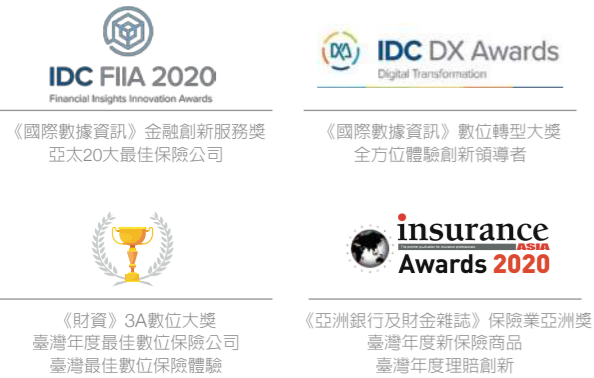 IDC FIIA 2020
Financial Insights Innovation Awards
《國際數據資訊》金融創新服務獎
亞太20大最佳保險公司
DX
IDC DX Awards
Digital Transformation
《國際數據資訊》數位轉型大獎
全方位體驗創新領導者
《財資》3A數位大獎
臺灣年度最佳數位保險公司
臺灣最佳數位保險體驗
insurance
ASIA
Awards 2020
《亞洲銀行及財金雜誌》保險業亞洲獎
臺灣年度新保險商品
臺灣年度理賠創新